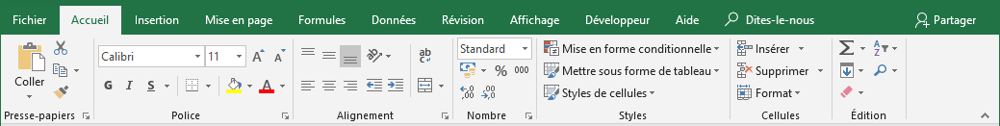 Fichier Accueil Insertion Mise en page Formules Données Révision Affichage Développeur Aide Dites-le-nous Partager
Coller
Presse-papiers
Calibri 11 A A
G I S A
Police
ab
c
Alignement
Standard
% 000
,0 ,00
,00 ,0
Nombre
Mise en forme conditionnelle
Mettre sous forme de tableau
Styles de cellules
Styles
Insérer
Supprimer
Format
Cellules
Σ A
Z
Édition